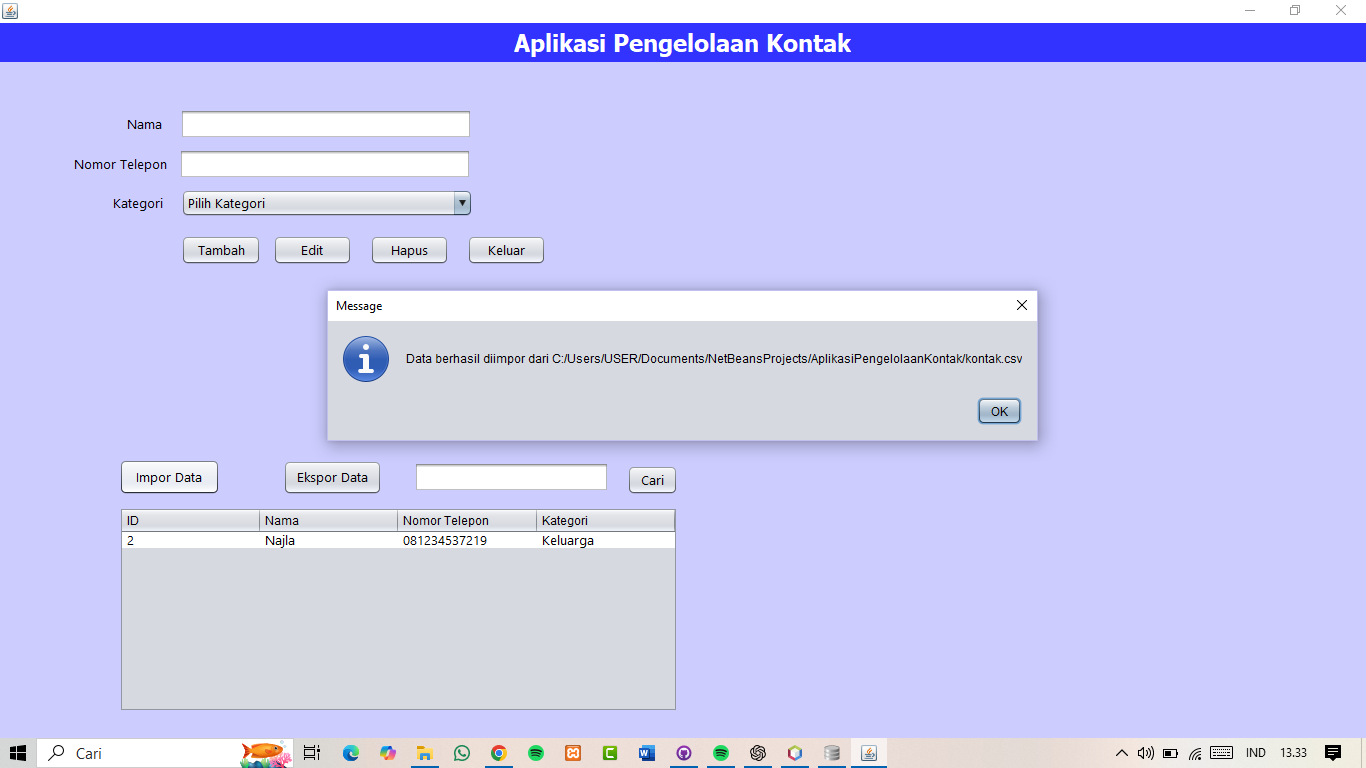 Aplikasi Pengelolaan Kontak
Nama
Nomor Telepon
Kategori Pilih Kategori
Tambah Edit Hapus Keluar
Message
Data berhasil diimpor dari C:/Users/USER/Documents/NetBeansProjects/AplikasiPengelolaanKontak/kontak.csv
OK
Impor Data Ekspor Data Cari
ID Nama Nomor Telepon Kategori
2 Najla 081234537219 Keluarga
Cari IND 13.33